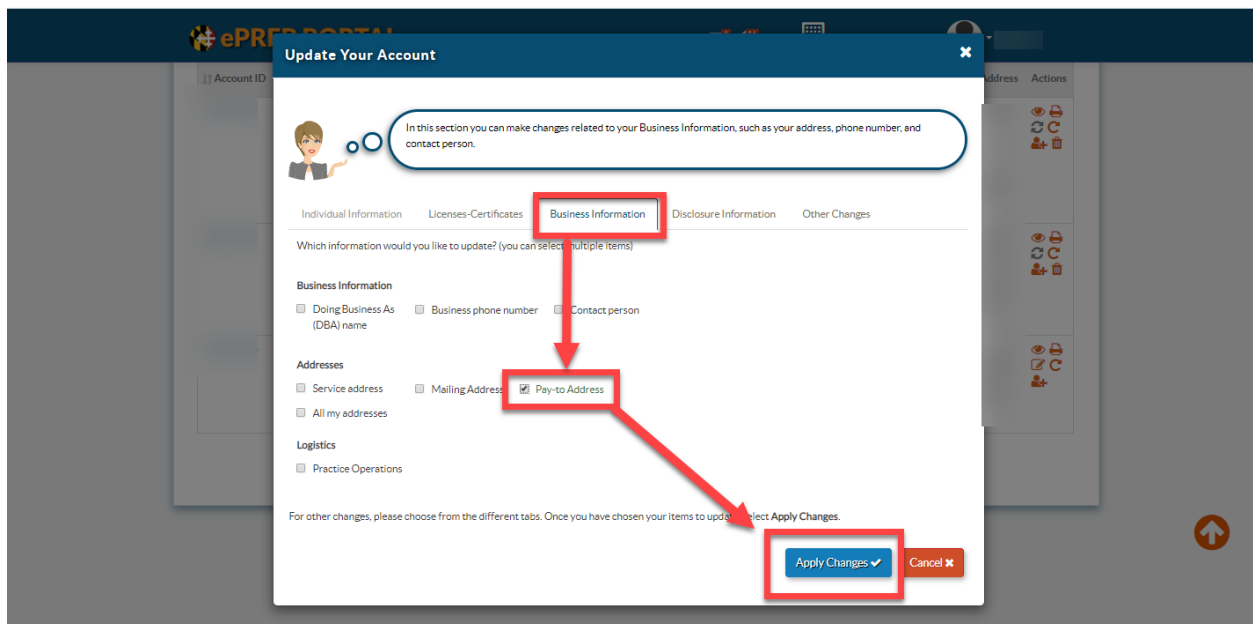 ePREP PORTAL
Update Your Account
Account ID
Address Actions
In this section you can make changes related to your Business Information, such as your address, phone number, and
contact person.
Individual Information Licenses-Certificates Business Information Disclosure Information Other Changes
Which information would you like to update? (you can select multiple items)
Business Information
Doing Business As Business phone number Contact person
(DBA) name
Addresses
Service address Mailing Address Pay-to Address
All my addresses
Logistics
Practice Operations
For other changes, please choose from the different tabs. Once you have chosen your items to update, select Apply Changes.
Apply Changes Cancel